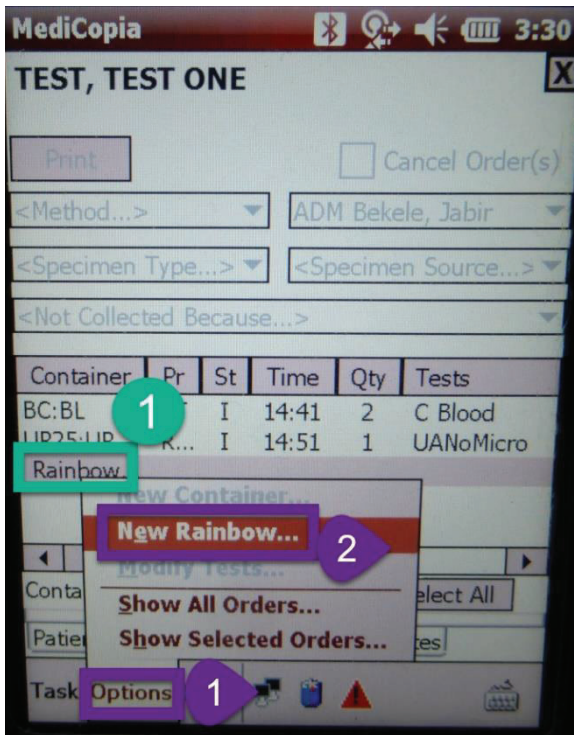 MediCopia 3:30
TEST, TEST ONE X
Print Cancel Order(s)
<Method...> ADM Bekele, Jabir
<Specimen Type...> <Specimen Source...>
<Not Collected Because...>
Container Pr St Time Qty Tests
BC:BL 1 I 14:41 2 C Blood
UR25:UR R... I 14:51 1 UANoMicro
Rainbow
New Container...
New Rainbow... 2
Modify Tests...
Conta elect All
Show All Orders...
Patie Show Selected Orders... tes
Task Options 1